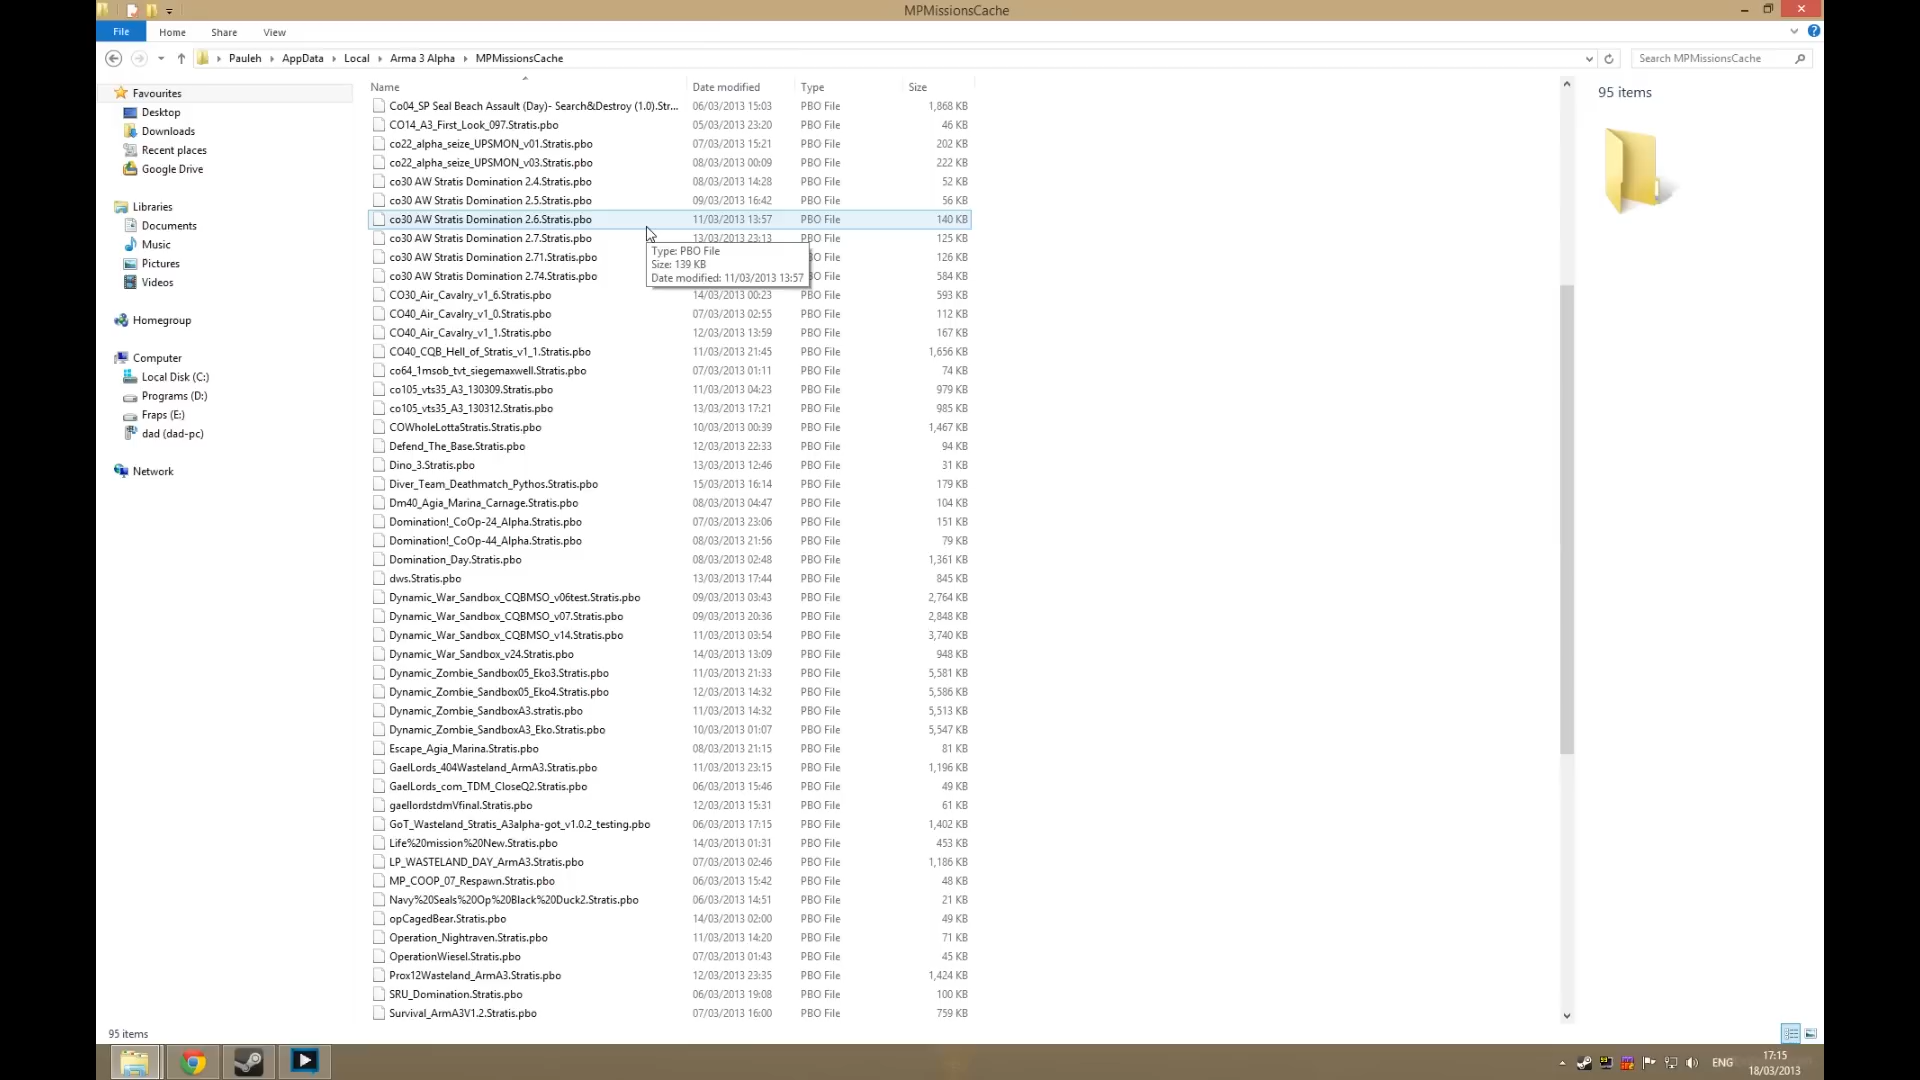 MPMissionsCache
File Home Share View
Pauleh AppData Local Arma 3 Alpha MPMissionsCache
Search MPMissionsCache
Favourites
Desktop
Downloads
Recent places
Google Drive
Libraries
Documents
Music
Pictures
Videos
Homegroup
Computer
Local Disk (C:)
Programs (D:)
Fraps (E:)
dad (dad-pc)
Network
Name Date modified Type Size
Co04_SP Seal Beach Assault (Day)- Search&Destroy (1.0).Str... 06/03/2013 15:03 PBO File 1,868 KB
CO14_A3_First_Look_097.Stratis.pbo 05/03/2013 23:20 PBO File 46 KB
co22_alpha_seize_UPSMON_v01.Stratis.pbo 07/03/2013 15:21 PBO File 202 KB
co22_alpha_seize_UPSMON_v03.Stratis.pbo 08/03/2013 00:09 PBO File 222 KB
co30 AW Stratis Domination 2.4.Stratis.pbo 08/03/2013 14:28 PBO File 52 KB
co30 AW Stratis Domination 2.5.Stratis.pbo 09/03/2013 16:42 PBO File 56 KB
co30 AW Stratis Domination 2.6.Stratis.pbo 11/03/2013 13:57 PBO File 140 KB
co30 AW Stratis Domination 2.7.Stratis.pbo 13/03/2013 23:13 PBO File 125 KB
co30 AW Stratis Domination 2.71.Stratis.pbo 126 KB
co30 AW Stratis Domination 2.74.Stratis.pbo 584 KB
Type: PBO File
Size: 139 KB
Date modified: 11/03/2013 13:57
CO30_Air_Cavalry_v1_6.Stratis.pbo 14/03/2013 00:23 PBO File 593 KB
CO40_Air_Cavalry_v1_0.Stratis.pbo 07/03/2013 02:55 PBO File 112 KB
CO40_Air_Cavalry_v1_1.Stratis.pbo 12/03/2013 13:59 PBO File 167 KB
CO40_CQB_Hell_of_Stratis_v1_1.Stratis.pbo 11/03/2013 21:45 PBO File 1,656 KB
co64_1msob_tvt_siegemaxwell.Stratis.pbo 07/03/2013 01:11 PBO File 74 KB
co105_vts35_A3_130309.Stratis.pbo 11/03/2013 04:23 PBO File 979 KB
co105_vts35_A3_130312.Stratis.pbo 13/03/2013 17:21 PBO File 985 KB
COWholeLottaStratis.Stratis.pbo 10/03/2013 00:39 PBO File 1,467 KB
Defend_The_Base.Stratis.pbo 12/03/2013 22:33 PBO File 94 KB
Dino_3.Stratis.pbo 13/03/2013 12:46 PBO File 31 KB
Diver_Team_Deathmatch_Pythos.Stratis.pbo 15/03/2013 16:14 PBO File 179 KB
Dm40_Agia_Marina_Carnage.Stratis.pbo 08/03/2013 04:47 PBO File 104 KB
Domination!_CoOp-24_Alpha.Stratis.pbo 07/03/2013 23:06 PBO File 151 KB
Domination!_CoOp-44_Alpha.Stratis.pbo 08/03/2013 21:56 PBO File 79 KB
Domination_Day.Stratis.pbo 08/03/2013 02:48 PBO File 1,361 KB
dws.Stratis.pbo 13/03/2013 17:44 PBO File 845 KB
Dynamic_War_Sandbox_CQBMSO_v06test.Stratis.pbo 09/03/2013 03:43 PBO File 2,764 KB
Dynamic_War_Sandbox_CQBMSO_v07.Stratis.pbo 09/03/2013 20:36 PBO File 2,848 KB
Dynamic_War_Sandbox_CQBMSO_v14.Stratis.pbo 11/03/2013 03:54 PBO File 3,740 KB
Dynamic_War_Sandbox_v24.Stratis.pbo 14/03/2013 13:09 PBO File 948 KB
Dynamic_Zombie_Sandbox05_Eko3.Stratis.pbo 11/03/2013 21:33 PBO File 5,581 KB
Dynamic_Zombie_Sandbox05_Eko4.Stratis.pbo 12/03/2013 14:32 PBO File 5,586 KB
Dynamic_Zombie_SandboxA3.stratis.pbo 11/03/2013 14:32 PBO File 5,513 KB
Dynamic_Zombie_SandboxA3_Eko.Stratis.pbo 10/03/2013 01:07 PBO File 5,547 KB
Escape_Agia_Marina.Stratis.pbo 08/03/2013 21:15 PBO File 81 KB
GaelLords_404Wasteland_ArmA3.Stratis.pbo 11/03/2013 23:15 PBO File 1,196 KB
GaelLords_com_TDM_CloseQ2.Stratis.pbo 06/03/2013 15:46 PBO File 49 KB
gaellordstdmVfinal.Stratis.pbo 12/03/2013 15:31 PBO File 61 KB
GoT_Wasteland_Stratis_A3alpha-got_v1.0.2_testing.pbo 06/03/2013 17:15 PBO File 1,402 KB
Life%20mission%20New.Stratis.pbo 14/03/2013 01:31 PBO File 453 KB
LP_WASTELAND_DAY_ArmA3.Stratis.pbo 07/03/2013 02:46 PBO File 1,186 KB
MP_COOP_07_Respawn.Stratis.pbo 06/03/2013 15:42 PBO File 48 KB
Navy%20Seals%20Op%20Black%20Duck2.Stratis.pbo 06/03/2013 14:51 PBO File 21 KB
opCagedBear.Stratis.pbo 14/03/2013 02:00 PBO File 49 KB
Operation_Nightraven.Stratis.pbo 11/03/2013 14:20 PBO File 71 KB
OperationWiesel.Stratis.pbo 07/03/2013 01:43 PBO File 45 KB
Prox12Wasteland_ArmA3.Stratis.pbo 12/03/2013 23:35 PBO File 1,424 KB
SRU_Domination.Stratis.pbo 06/03/2013 19:08 PBO File 100 KB
Survival_ArmA3V1.2.Stratis.pbo 07/03/2013 16:00 PBO File 759 KB
95 items
95 items
ENG
17:15
18/03/2013